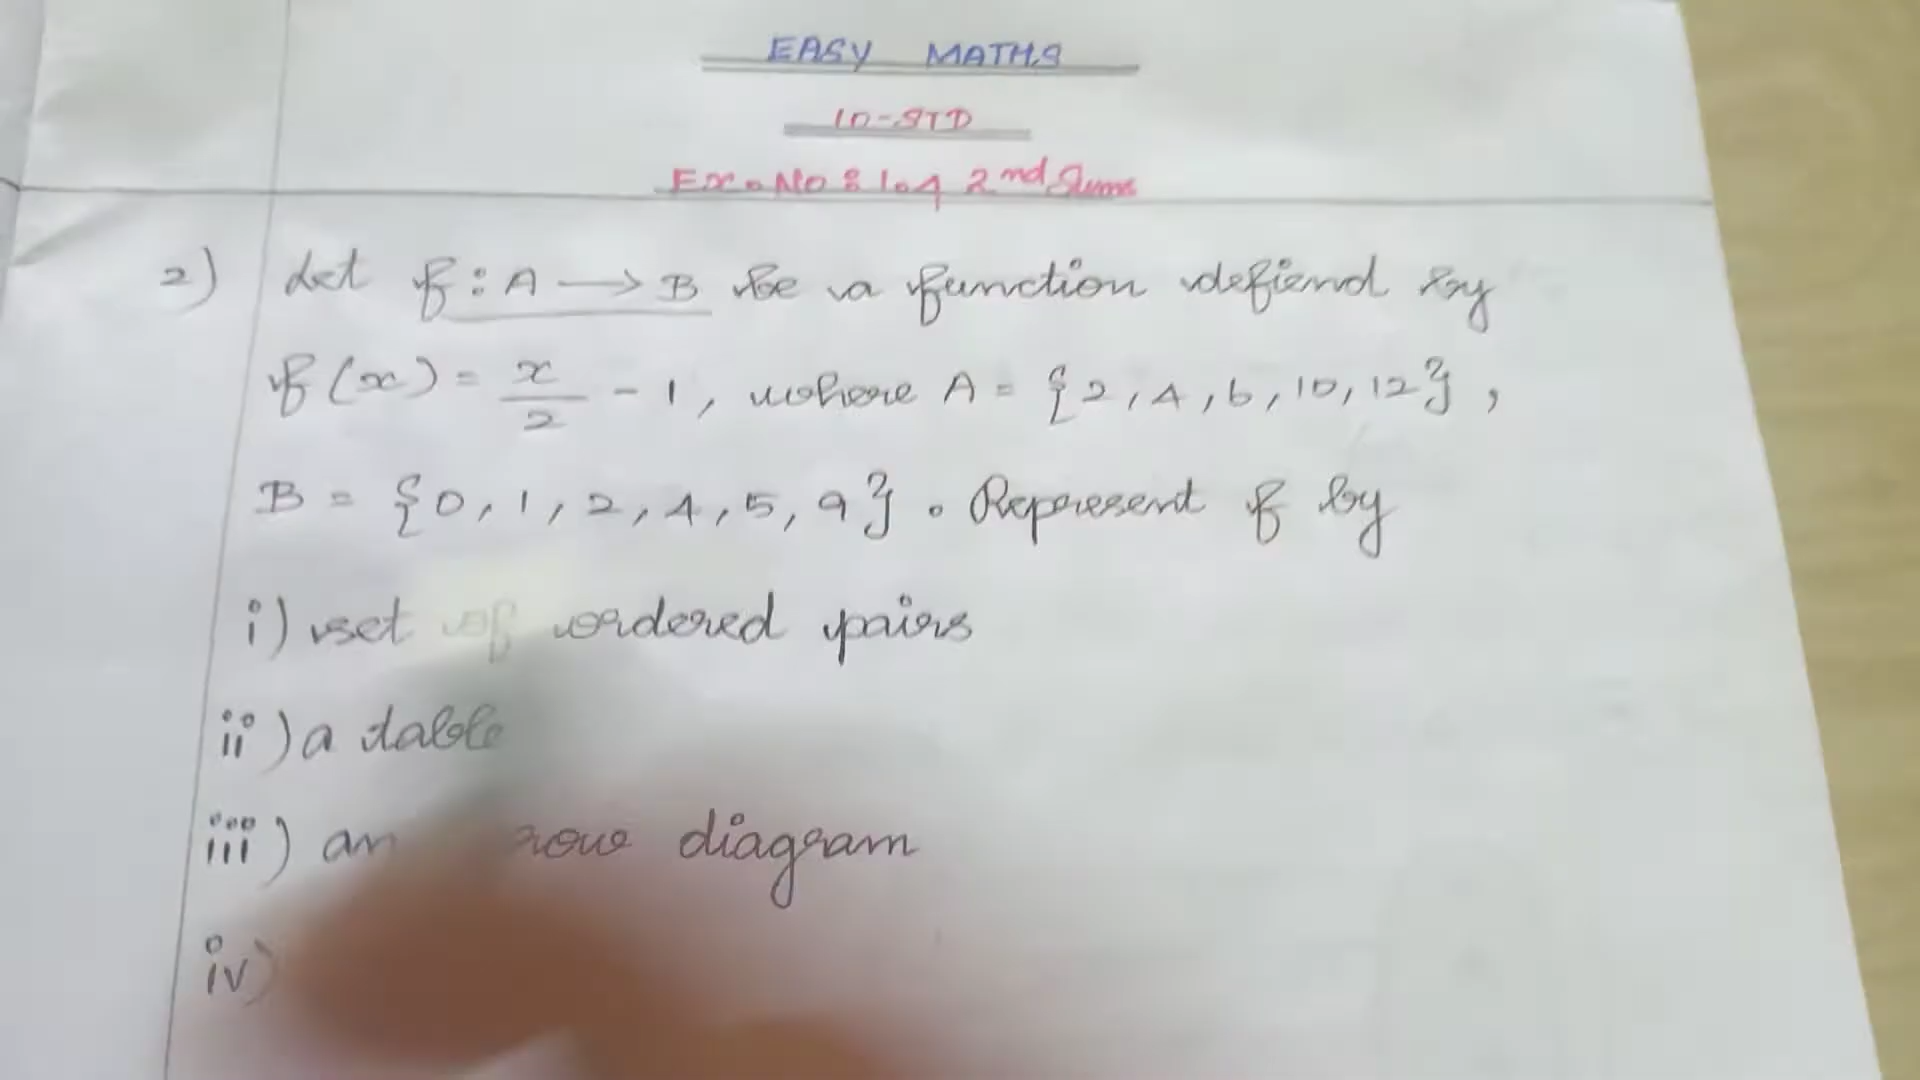 EASY MATHS
10-STD
Ex.No: 1.4 2nd Sums
2) Let f : A → B be a function defiend by
f(x) = x/2 - 1, where A = {2, 4, 6, 10, 12},
B = {0, 1, 2, 4, 5, 9}. Represent f by
i) set of ordered pairs
ii) a table
iii) an diagram
iv)